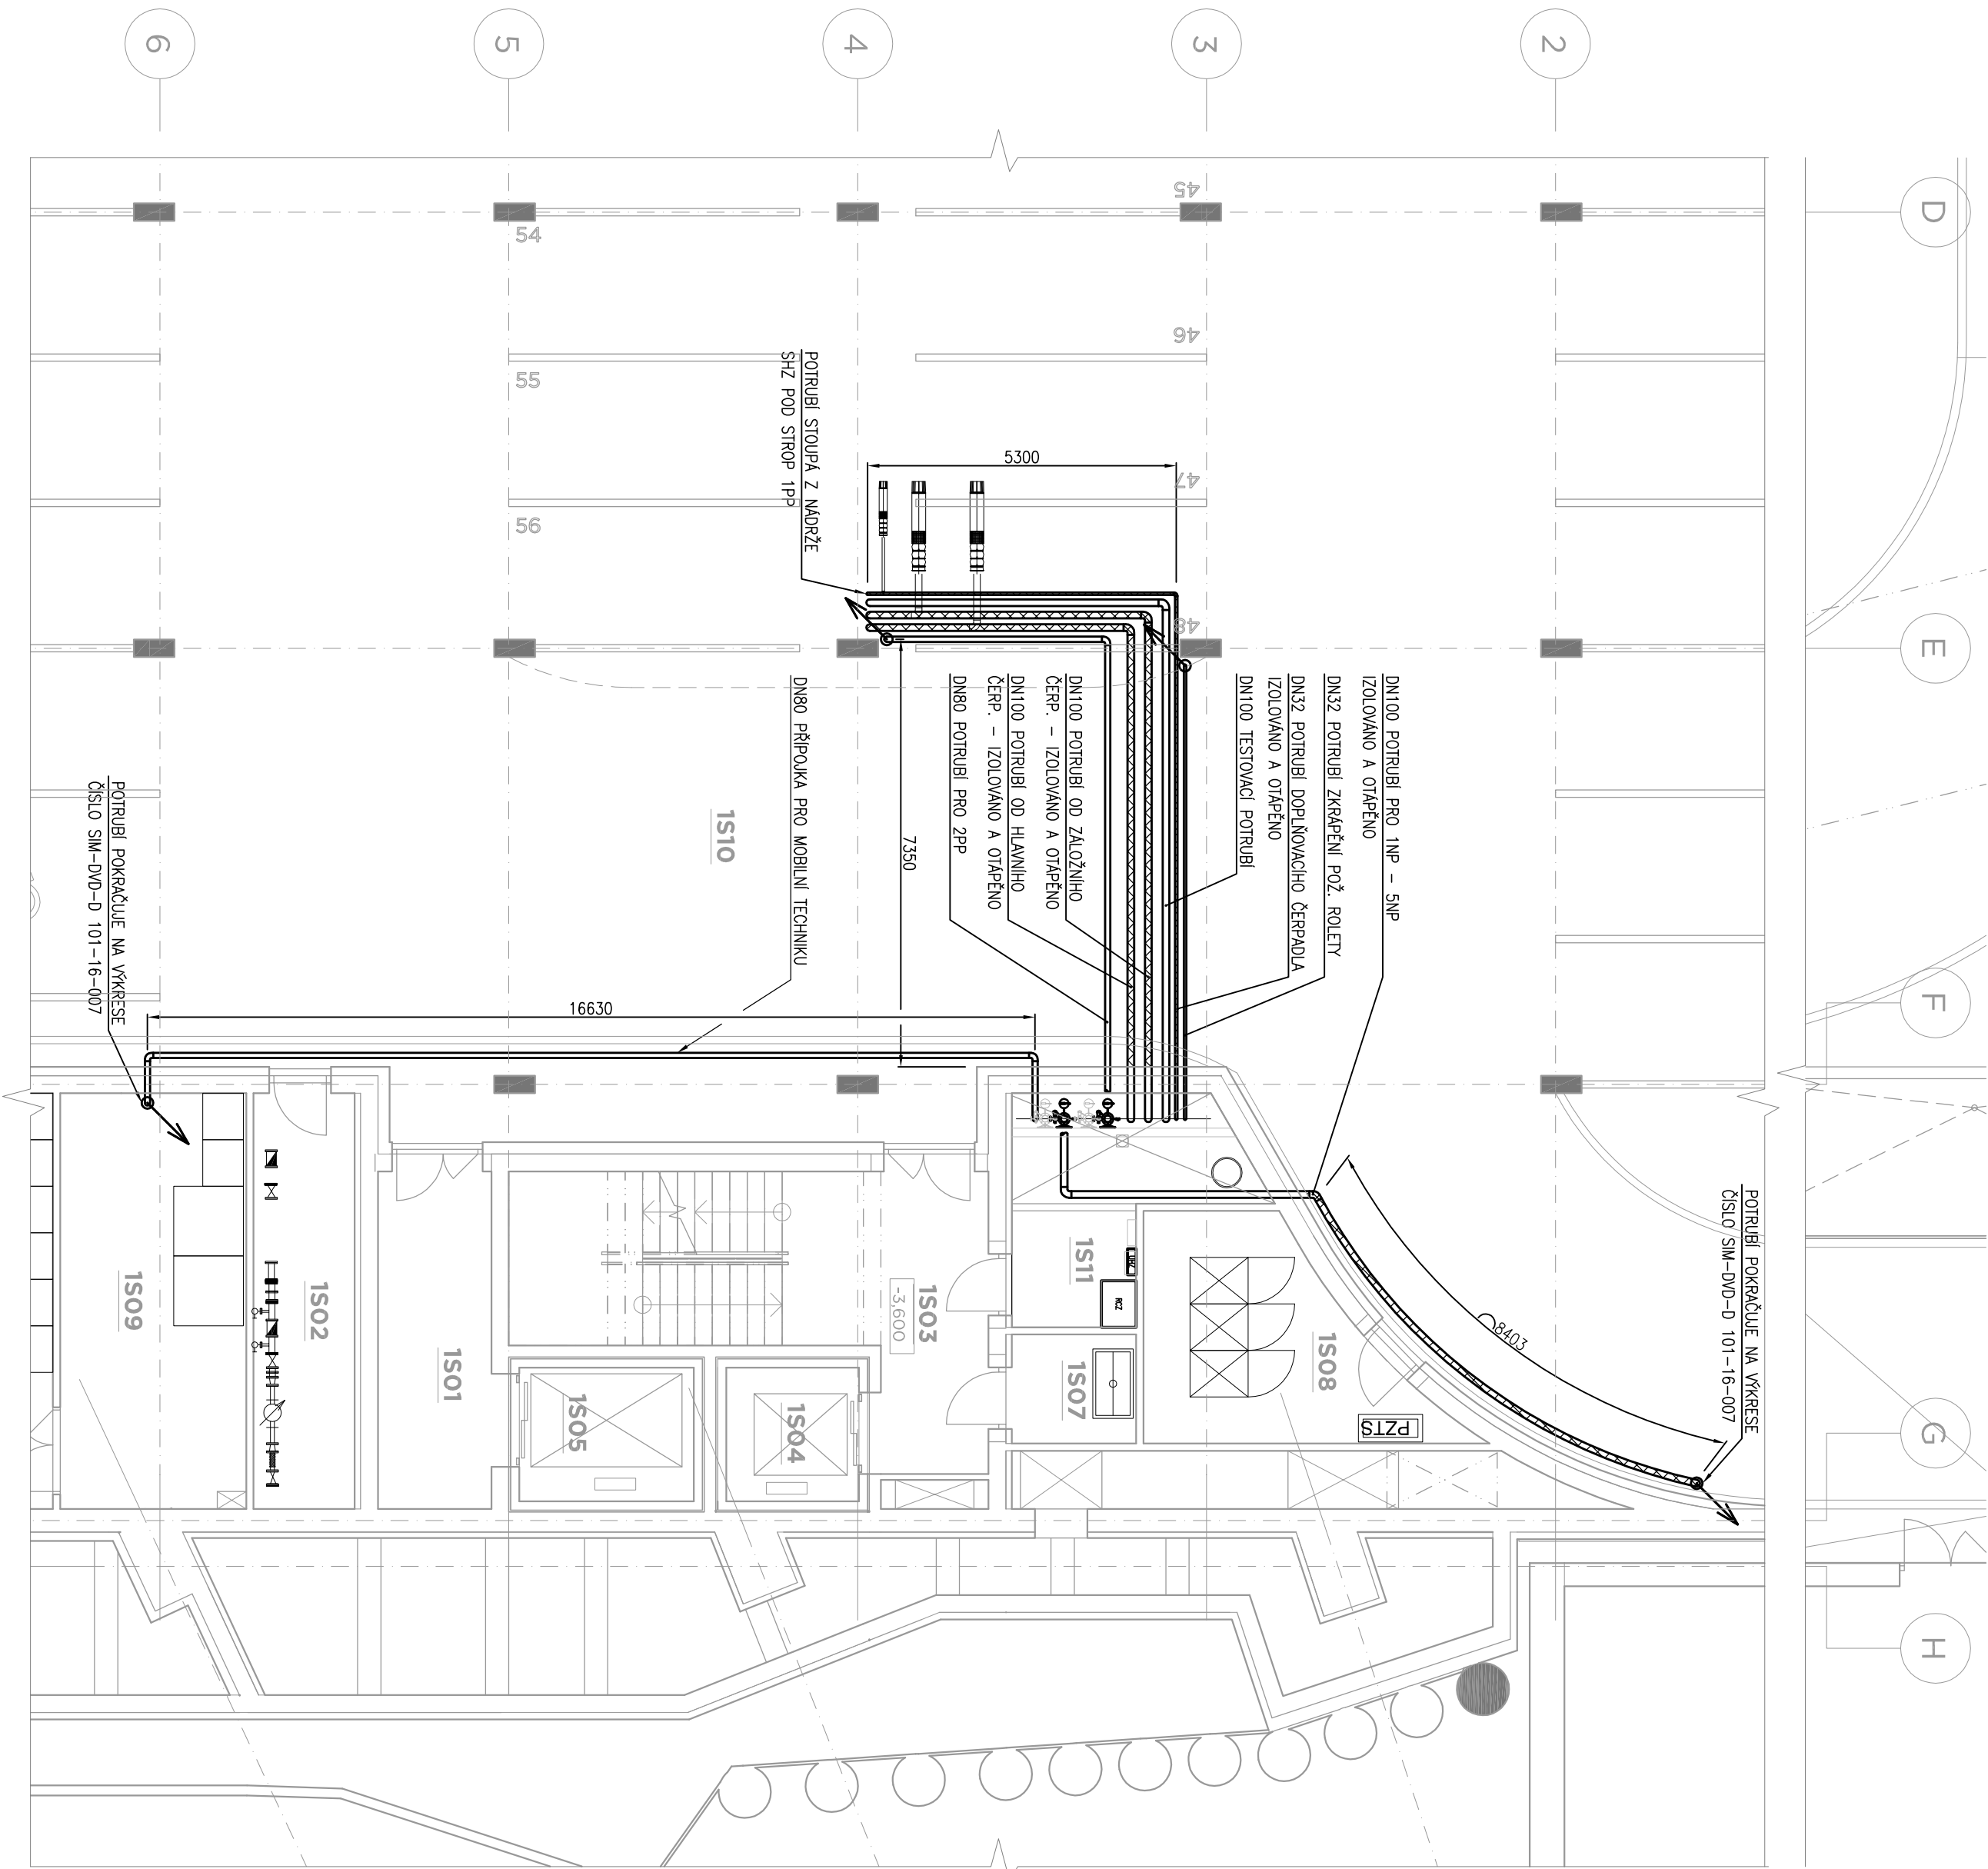 6
5
4
3
2
D
E
F
G
H
45
46
47
48
54
55
56
POTRUBÍ STOUPÁ Z NÁDRŽE
SHZ POD STROP 1PP
5300
DN100 POTRUBÍ PRO 1NP – 5NP
IZOLOVÁNO A OTÁPĚNO
DN32 POTRUBÍ ZKRÁPĚNÍ POŽ. ROLETY
DN32 POTRUBÍ DOPLŇOVACÍHO ČERPADLA
IZOLOVÁNO A OTÁPĚNO
DN100 TESTOVACÍ POTRUBÍ
DN100 POTRUBÍ OD ZÁLOŽNÍHO
ČERP. – IZOLOVÁNO A OTÁPĚNO
DN100 POTRUBÍ OD HLAVNÍHO
ČERP. – IZOLOVÁNO A OTÁPĚNO
DN80 POTRUBÍ PRO 2PP
7350
DN80 PŘÍPOJKA PRO MOBILNÍ TECHNIKU
1S10
16630
POTRUBÍ POKRAČUJE NA VÝKRESE
ČÍSLO SIM–DVD–D 101–16–007
POTRUBÍ POKRAČUJE NA VÝKRESE
ČÍSLO SIM–DVD–D 101–16–007
8403
1S11
RCZ
1S08
PZTS
1S07
1S03
-3,600
1S04
1S05
1S01
1S02
1S09